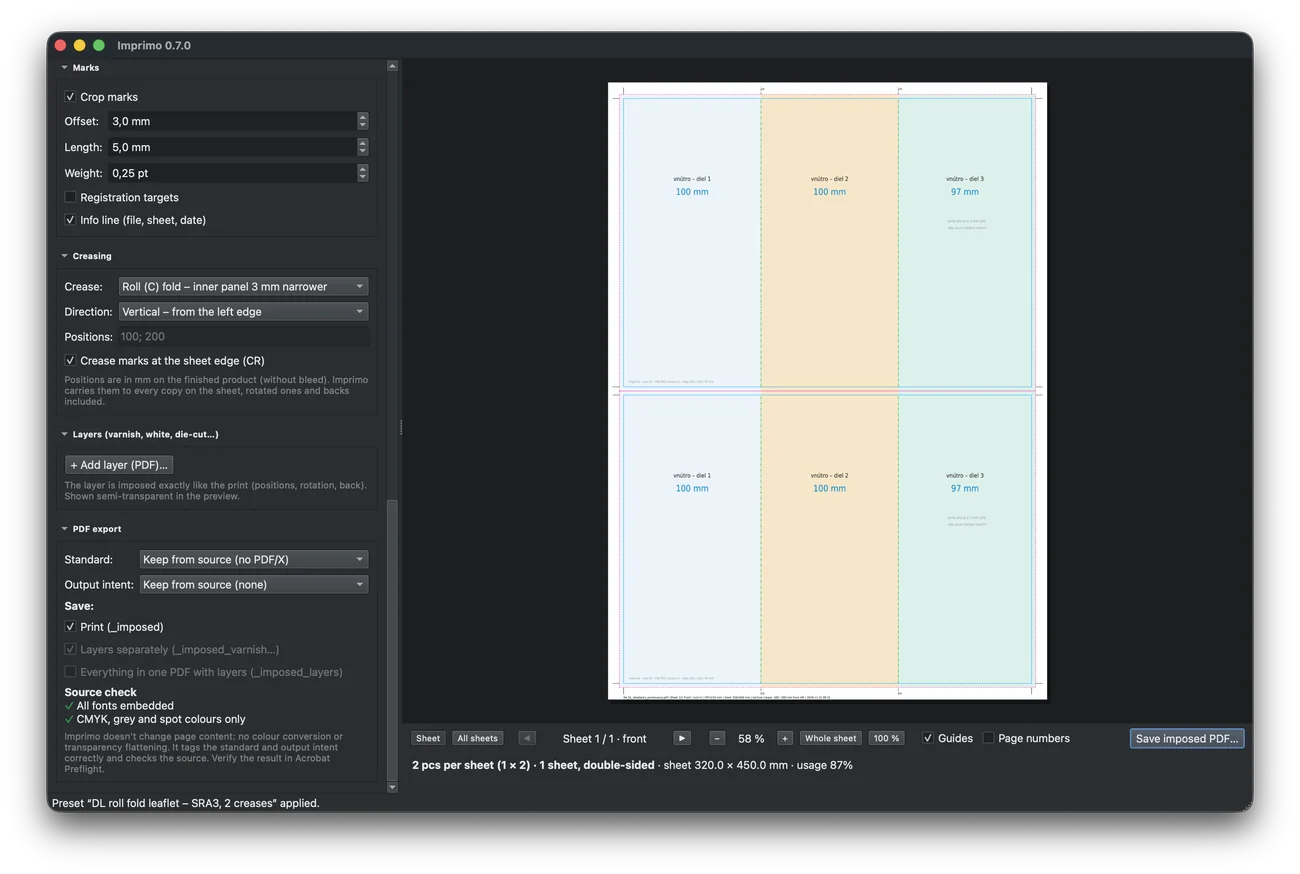 Imprimo 0.7.0
Marks
Crop marks
Offset: 3,0 mm
Length: 5,0 mm
Weight: 0,25 pt
Registration targets
Info line (file, sheet, date)
Creasing
Crease: Roll (C) fold – inner panel 3 mm narrower
Direction: Vertical – from the left edge
Positions: 100; 200
Crease marks at the sheet edge (CR)
Positions are in mm on the finished product (without bleed). Imprimo
carries them to every copy on the sheet, rotated ones and backs
included.
Layers (varnish, white, die-cut...)
+ Add layer (PDF)...
The layer is imposed exactly like the print (positions, rotation, back).
Shown semi-transparent in the preview.
PDF export
Standard: Keep from source (no PDF/X)
Output intent: Keep from source (none)
Save:
Print (_imposed)
Layers separately (_imposed_varnish...)
Everything in one PDF with layers (_imposed_layers)
Source check
✓ All fonts embedded
✓ CMYK, grey and spot colours only
Imprimo doesn't change page content: no colour conversion or
transparency flattening. It tags the standard and output intent
correctly and checks the source. Verify the result in Acrobat
Preflight.
Preset “DL roll fold leaflet – SRA3, 2 creases” applied.
vnútro – diel 1 vnútro – diel 2 vnútro – diel 3
100 mm 100 mm 97 mm
vnútro – diel 1 vnútro – diel 2 vnútro – diel 3
100 mm 100 mm 97 mm
Sheet All sheets Sheet 1 / 1 · front − 58 % + Whole sheet 100 % Guides Page numbers Save imposed PDF...
2 pcs per sheet (1 × 2) · 1 sheet, double-sided · sheet 320.0 × 450.0 mm · usage 87%